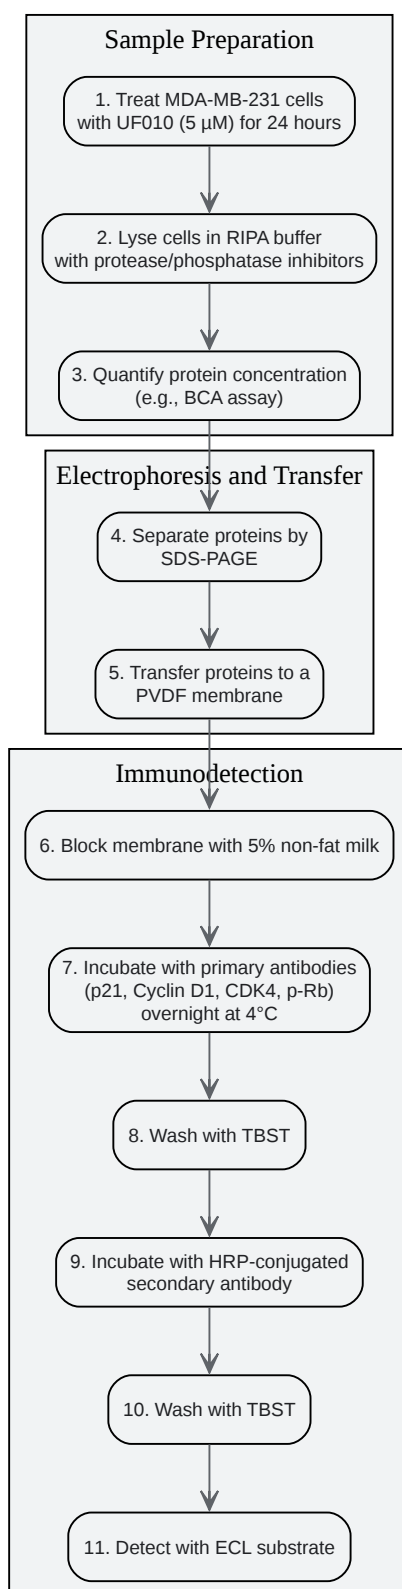 Sample Preparation
1. Treat MDA-MB-231 cells
with UF010 (5 µM) for 24 hours
2. Lyse cells in RIPA buffer
with protease/phosphatase inhibitors
3. Quantify protein concentration
(e.g., BCA assay)
Electrophoresis and Transfer
4. Separate proteins by
SDS-PAGE
5. Transfer proteins to a
PVDF membrane
Immunodetection
6. Block membrane with 5% non-fat milk
7. Incubate with primary antibodies
(p21, Cyclin D1, CDK4, p-Rb)
overnight at 4°C
8. Wash with TBST
9. Incubate with HRP-conjugated
secondary antibody
10. Wash with TBST
11. Detect with ECL substrate